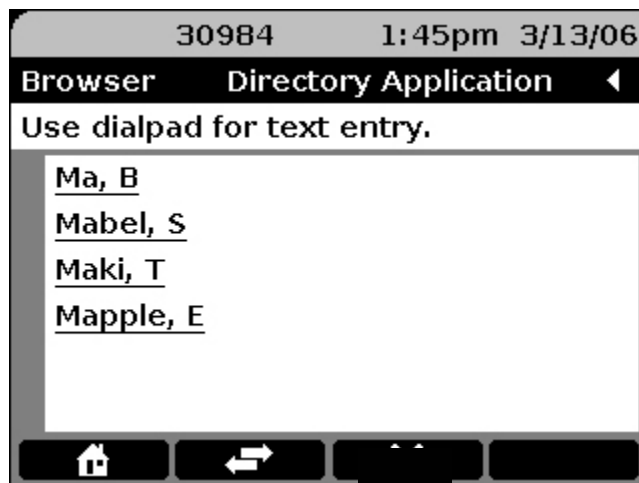 30984 1:45pm 3/13/06
Browser Directory Application
Use dialpad for text entry.
Ma, B
Mabel, S
Maki, T
Mapple, E